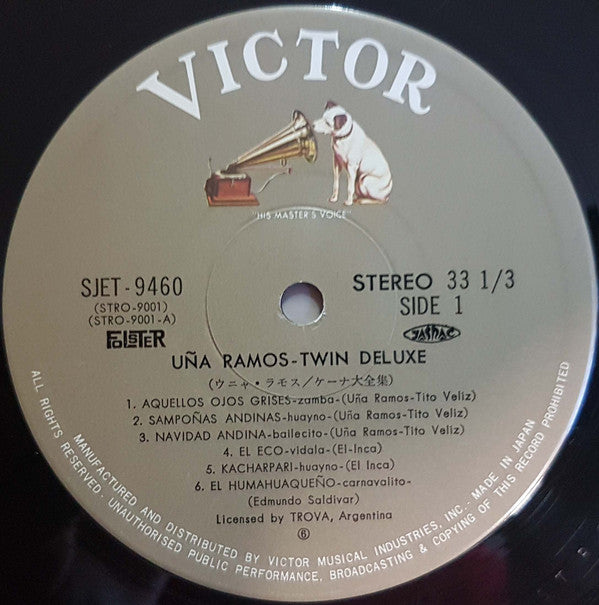 VICTOR
"HIS MASTER'S VOICE"
SJET-9460
(STRO-9001)
(STRO-9001-A)
FOLSTER
STEREO 33 1/3
SIDE 1
JASRAC
UÑA RAMOS-TWIN DELUXE
(ウニャ・ラモス/ケーナ大全集)
1. AQUELLOS OJOS GRISES-zamba-(Uña Ramos-Tito Veliz)
2. SAMPOÑAS ANDINAS-huayno-(Uña Ramos-Tito Veliz)
3. NAVIDAD ANDINA-bailecito-(Uña Ramos-Tito Veliz)
4. EL ECO-vidala-(El-Inca)
5. KACHARPARI-huayno-(El Inca)
6. EL HUMAHUAQUEÑO-carnavalito-
(Edmundo Saldivar)
Licensed by TROVA, Argentina
⑥
MANUFACTURED AND DISTRIBUTED BY VICTOR MUSICAL INDUSTRIES, INC. MADE IN JAPAN
ALL RIGHTS RESERVED. UNAUTHORISED PUBLIC PERFORMANCE, BROADCASTING & COPYING OF THIS RECORD PROHIBITED